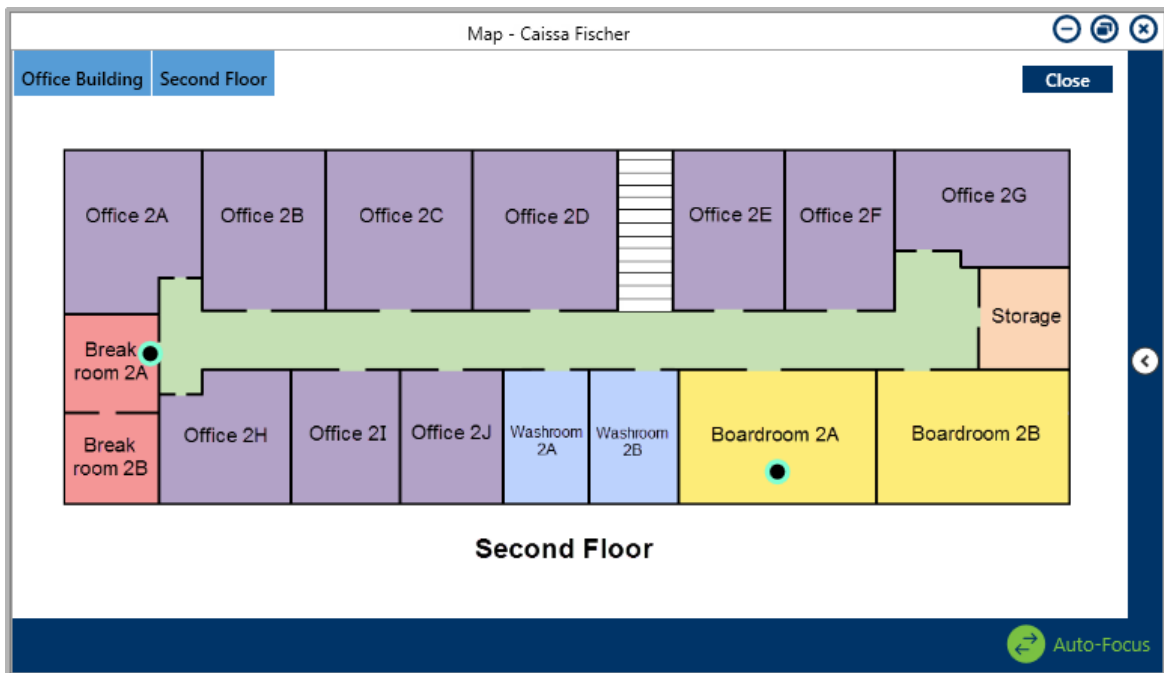 Map - Caissa Fischer
Office Building
Second Floor
Close
Office 2A
Office 2B
Office 2C
Office 2D
Office 2E
Office 2F
Office 2G
Storage
Break
room 2A
Break
room 2B
Office 2H
Office 2I
Office 2J
Washroom
2A
Washroom
2B
Boardroom 2A
Boardroom 2B
Second Floor
Auto-Focus